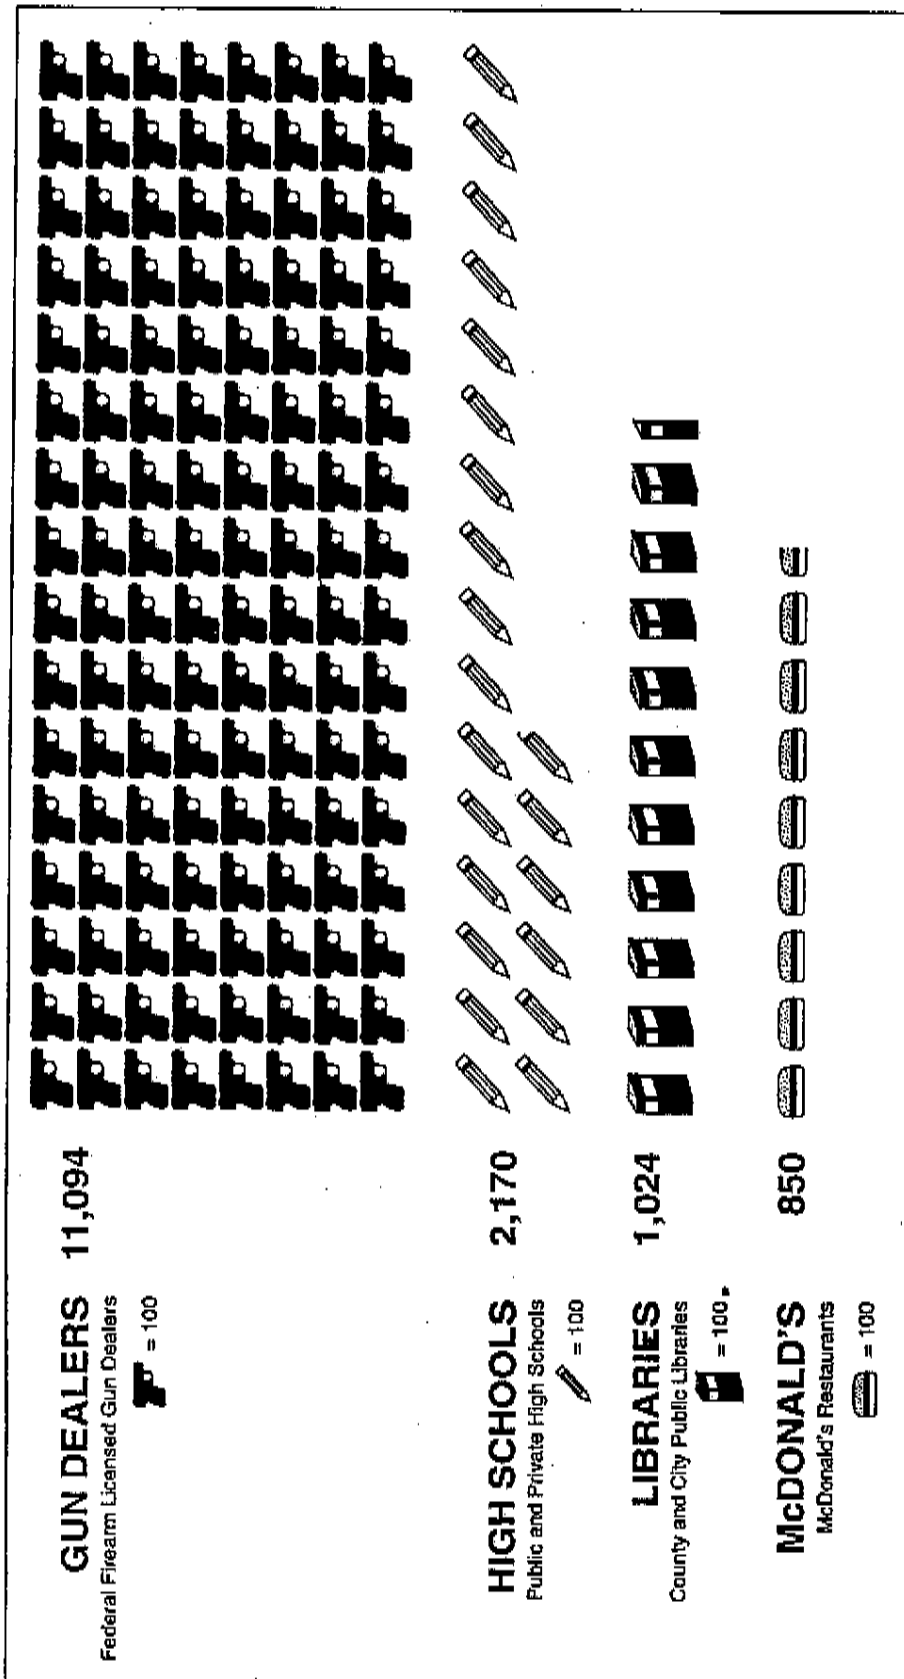 GUN DEALERS 11,094
Federal Firearm Licensed Gun Dealers
= 100
HIGH SCHOOLS 2,170
Public and Private High Schools
= 100
LIBRARIES 1,024
County and City Public Libraries
= 100
McDONALD'S 850
McDonald's Restaurants
= 100